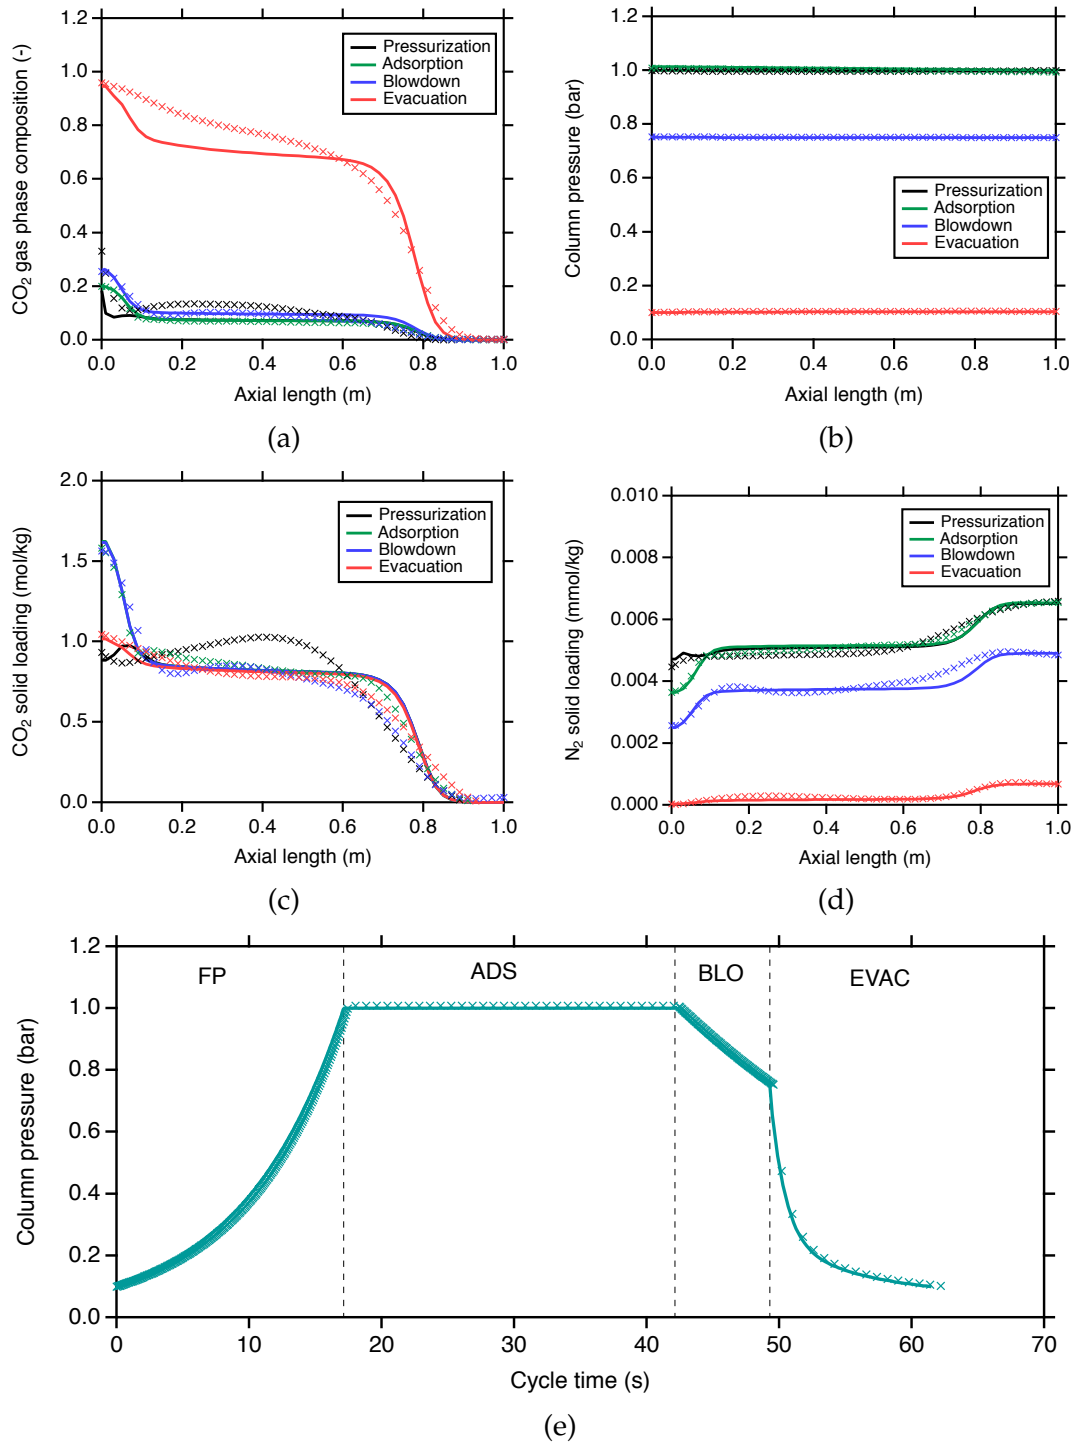 1.2
1.0
0.8
0.6
0.4
0.2
0.0
CO2 gas phase composition (-)
Pressurization
Adsorption
Blowdown
Evacuation
0.0 0.2 0.4 0.6 0.8 1.0
Axial length (m)
(a)
1.2
1.0
0.8
0.6
0.4
0.2
0.0
Column pressure (bar)
Pressurization
Adsorption
Blowdown
Evacuation
0.0 0.2 0.4 0.6 0.8 1.0
Axial length (m)
(b)
2.0
1.5
1.0
0.5
0.0
CO2 solid loading (mol/kg)
Pressurization
Adsorption
Blowdown
Evacuation
0.0 0.2 0.4 0.6 0.8 1.0
Axial length (m)
(c)
0.010
0.008
0.006
0.004
0.002
0.000
N2 solid loading (mmol/kg)
Pressurization
Adsorption
Blowdown
Evacuation
0.0 0.2 0.4 0.6 0.8 1.0
Axial length (m)
(d)
1.2
1.0
0.8
0.6
0.4
0.2
0.0
Column pressure (bar)
FP ADS BLO EVAC
0 10 20 30 40 50 60 70
Cycle time (s)
(e)